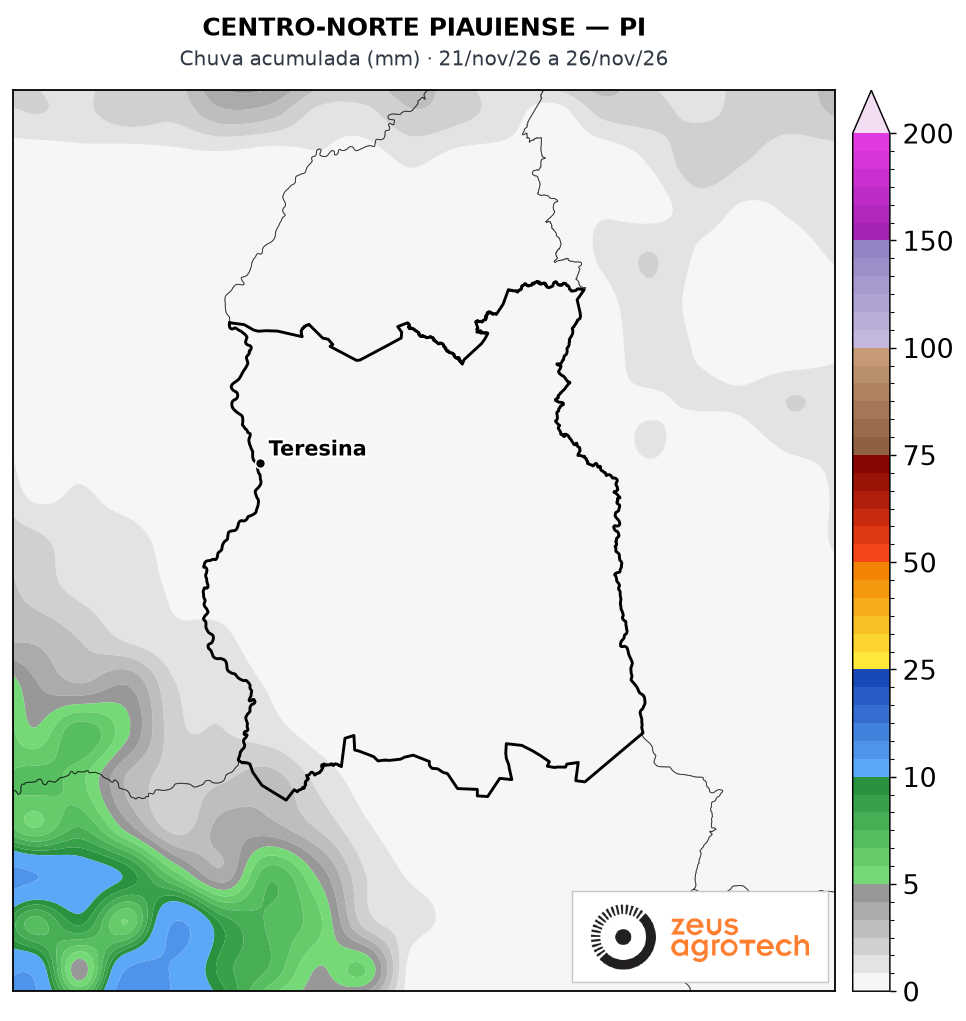 CENTRO-NORTE PIAUIENSE — PI
Chuva acumulada (mm) · 21/nov/26 a 26/nov/26
200
150
100
75
50
25
10
5
0
Teresina
zeus
agrotech